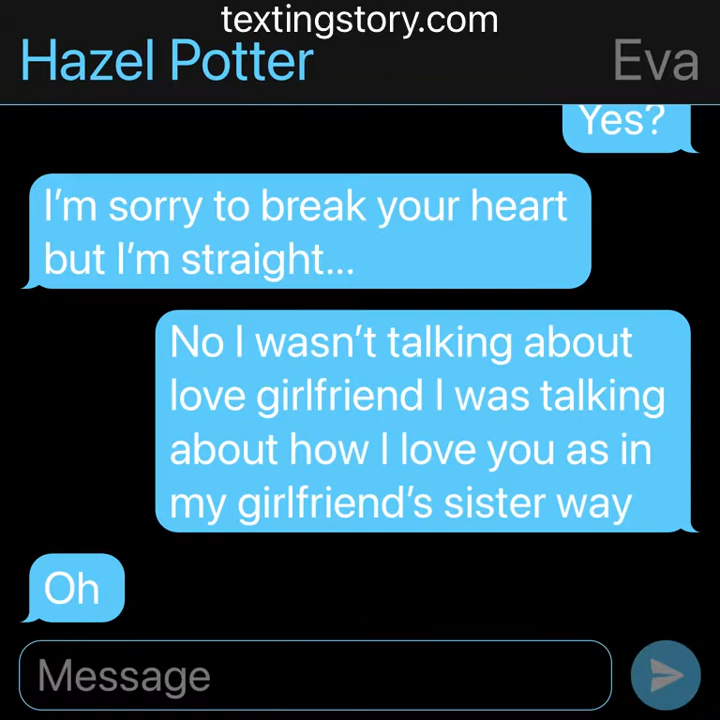 textingstory.com
Hazel Potter Eva
Yes?
I'm sorry to break your heart
but I'm straight...
No I wasn't talking about
love girlfriend I was talking
about how I love you as in
my girlfriend's sister way
Oh
Message